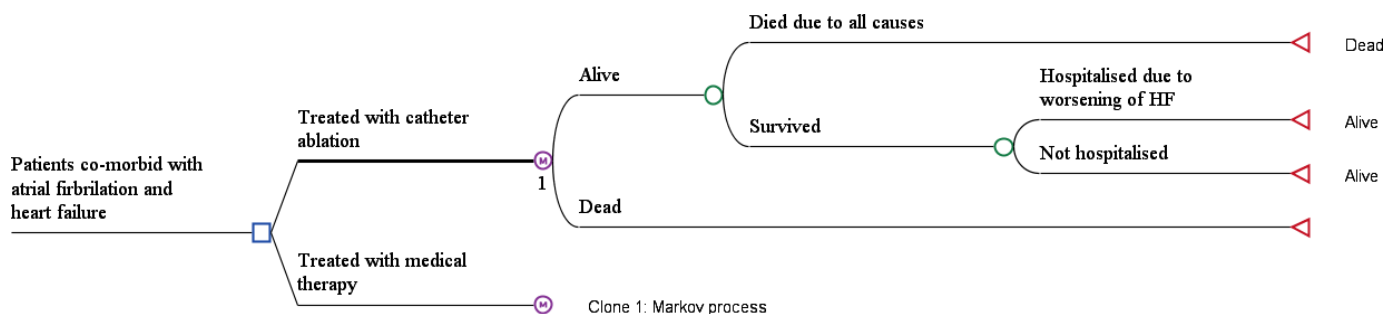 Died due to all causes
Dead
Alive
Hospitalised due to
worsening of HF
Treated with catheter
ablation
Survived
Alive
M
Not hospitalised
Patients co-morbid with
atrial firbrilation and
heart failure
1
Alive
Dead
Treated with medical
therapy
M
Clone 1: Markov process